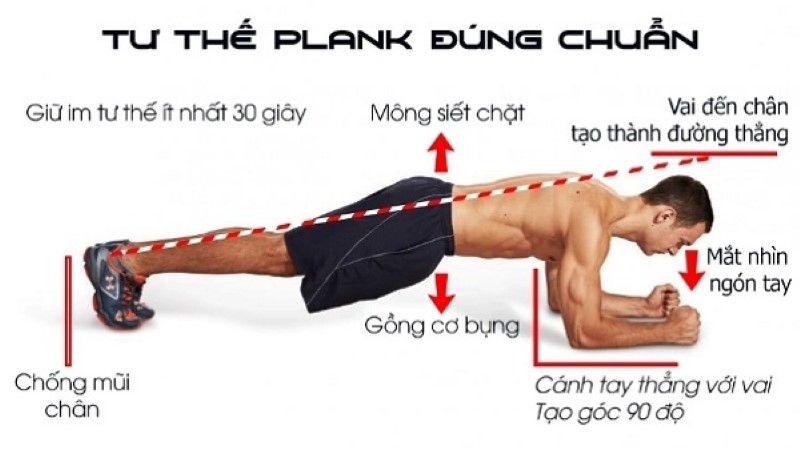 TƯ THẾ PLANK ĐÚNG CHUẨN
Giữ im tư thế ít nhất 30 giây
Mông siết chặt
Vai đến chân
tạo thành đường thẳng
Mắt nhìn
ngón tay
Gồng cơ bụng
Chống mũi
chân
Cánh tay thẳng với vai
Tạo góc 90 độ